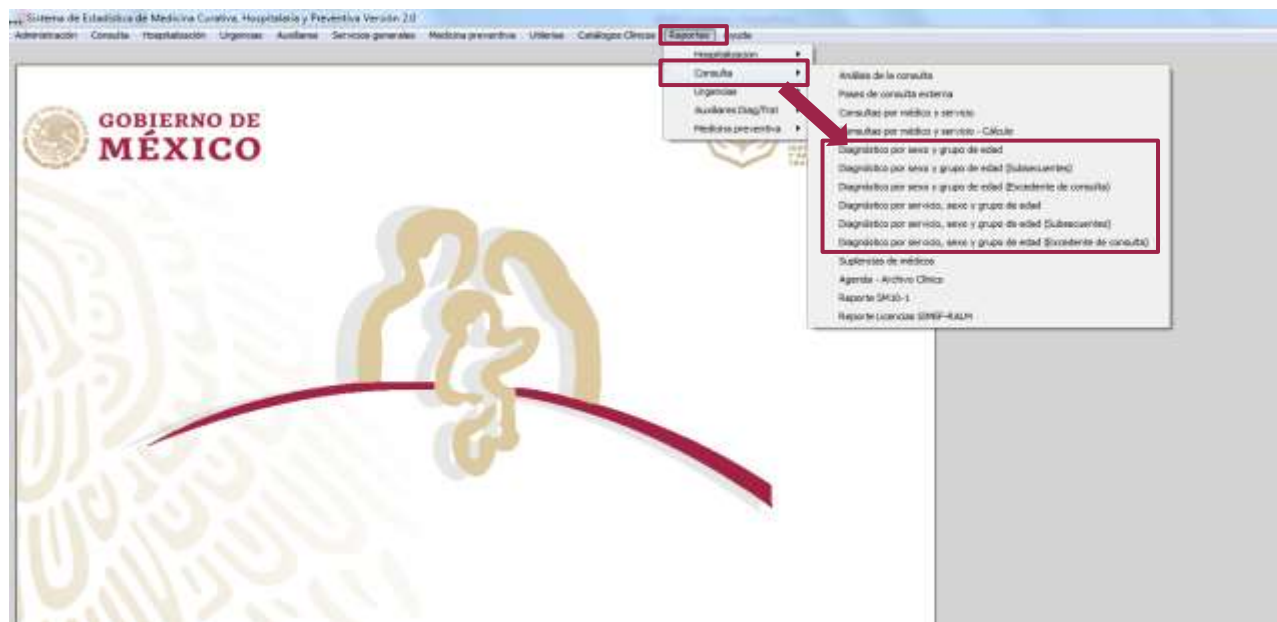 Sistema de Estadística de Medicina Curativa, Hospitalaria y Preventiva Versión 2.0
Administración Consulta Hospitalización Urgencias Auxiliares Servicios generales Medicina preventiva Utilerías Catálogos Clínicos Reportes Ayuda
Hospitalización
Consulta
Urgencias
Auxiliares Diag/Trat
Medicina preventiva
Análisis de la consulta
Pases de consulta externa
Consultas por médico y servicio
Consultas por médico y servicio - Cálculo
Diagnóstico por sexo y grupo de edad
Diagnóstico por sexo y grupo de edad (Subsecuentes)
Diagnóstico por sexo y grupo de edad (Excedente de consulta)
Diagnóstico por servicio, sexo y grupo de edad
Diagnóstico por servicio, sexo y grupo de edad (Subsecuentes)
Diagnóstico por servicio, sexo y grupo de edad (Excedente de consulta)
Suplencias de médicos
Agenda - Archivo Clínico
Reporte SM10-1
Reporte Licencias SIMEF-RALM
GOBIERNO DE
MÉXICO